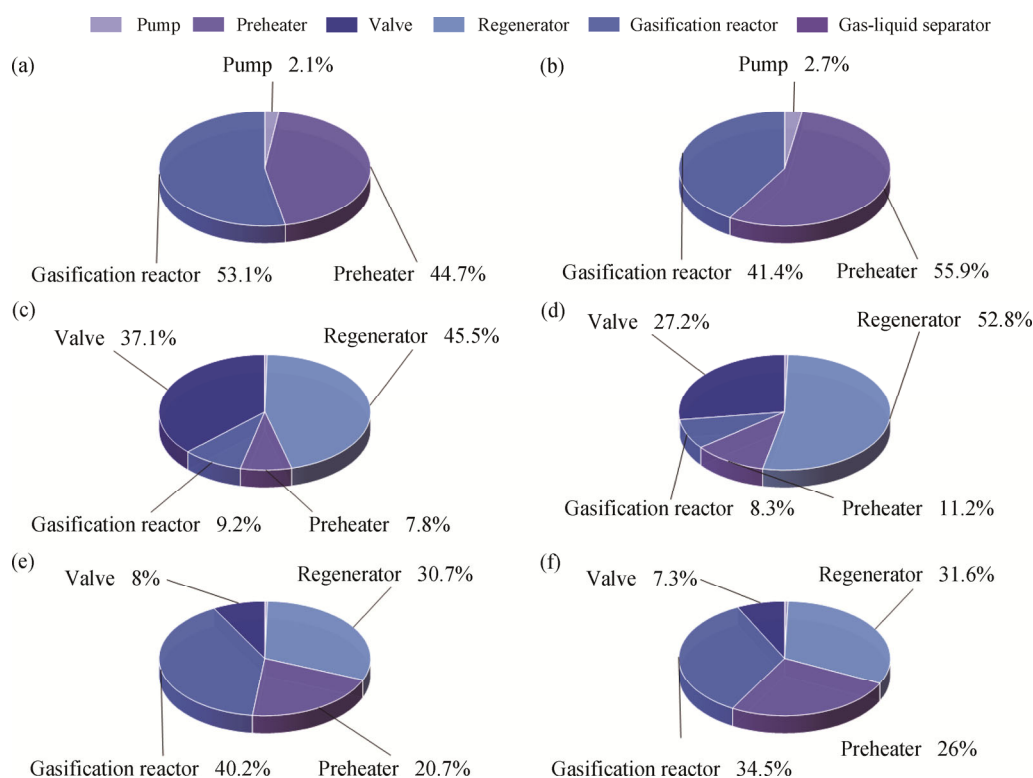 Pump Preheater Valve Regenerator Gasification reactor Gas-liquid separator
(a)
Pump 2.1%
Gasification reactor 53.1%
Preheater 44.7%
(b)
Pump 2.7%
Gasification reactor 41.4%
Preheater 55.9%
(c)
Valve 37.1%
Regenerator 45.5%
Gasification reactor 9.2%
Preheater 7.8%
(d)
Valve 27.2%
Regenerator 52.8%
Gasification reactor 8.3%
Preheater 11.2%
(e)
Valve 8%
Regenerator 30.7%
Gasification reactor 40.2%
Preheater 20.7%
(f)
Valve 7.3%
Regenerator 31.6%
Gasification reactor 34.5%
Preheater 26%